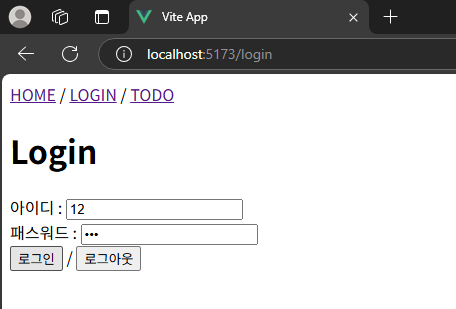 Vite App
localhost:5173/login
HOME / LOGIN / TODO
Login
아이디 : 12
패스워드 : •••
로그인 / 로그아웃